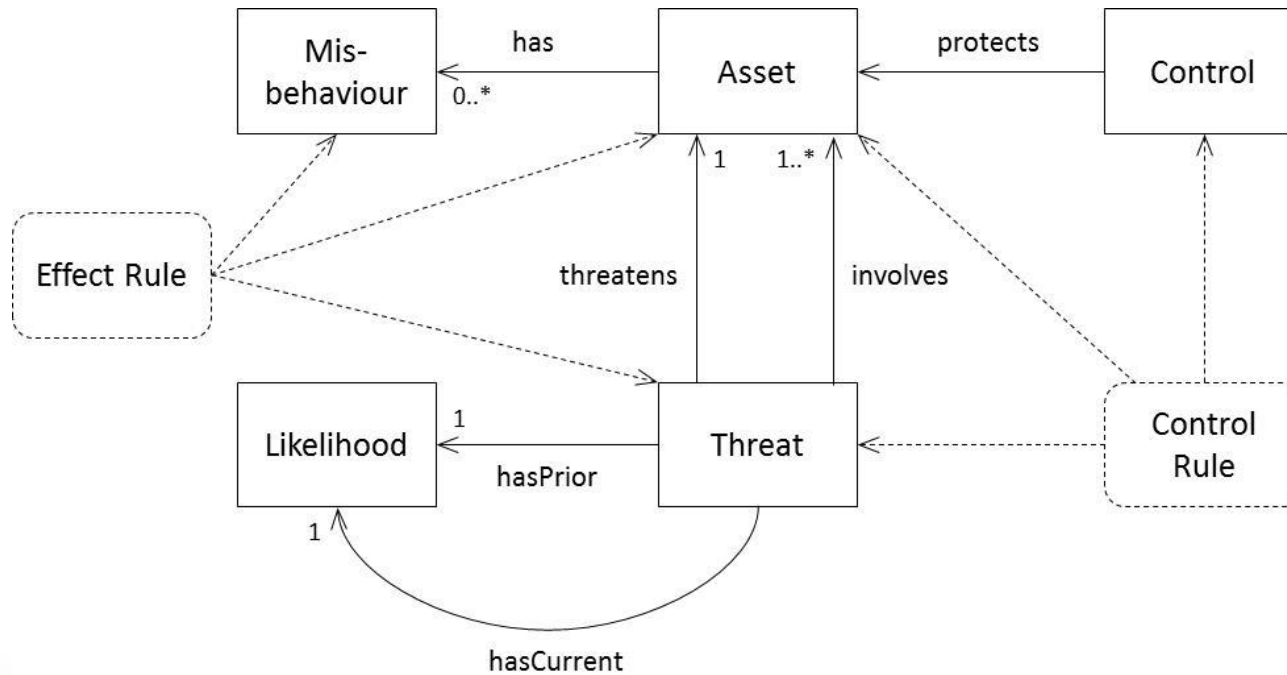 Mis-
behaviour
has
0..*
Asset
protects
Control
1
1..*
Effect Rule
threatens
involves
Likelihood
1
hasPrior
Threat
Control
Rule
1
hasCurrent